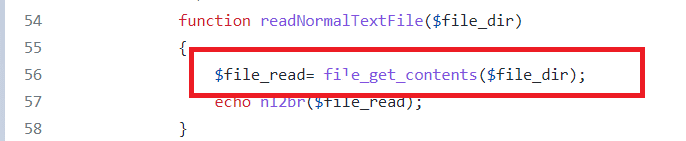 54 function readNormalTextFile($file_dir)
55 {
56 $file_read= file_get_contents($file_dir);
57 echo nl2br($file_read);
58 }